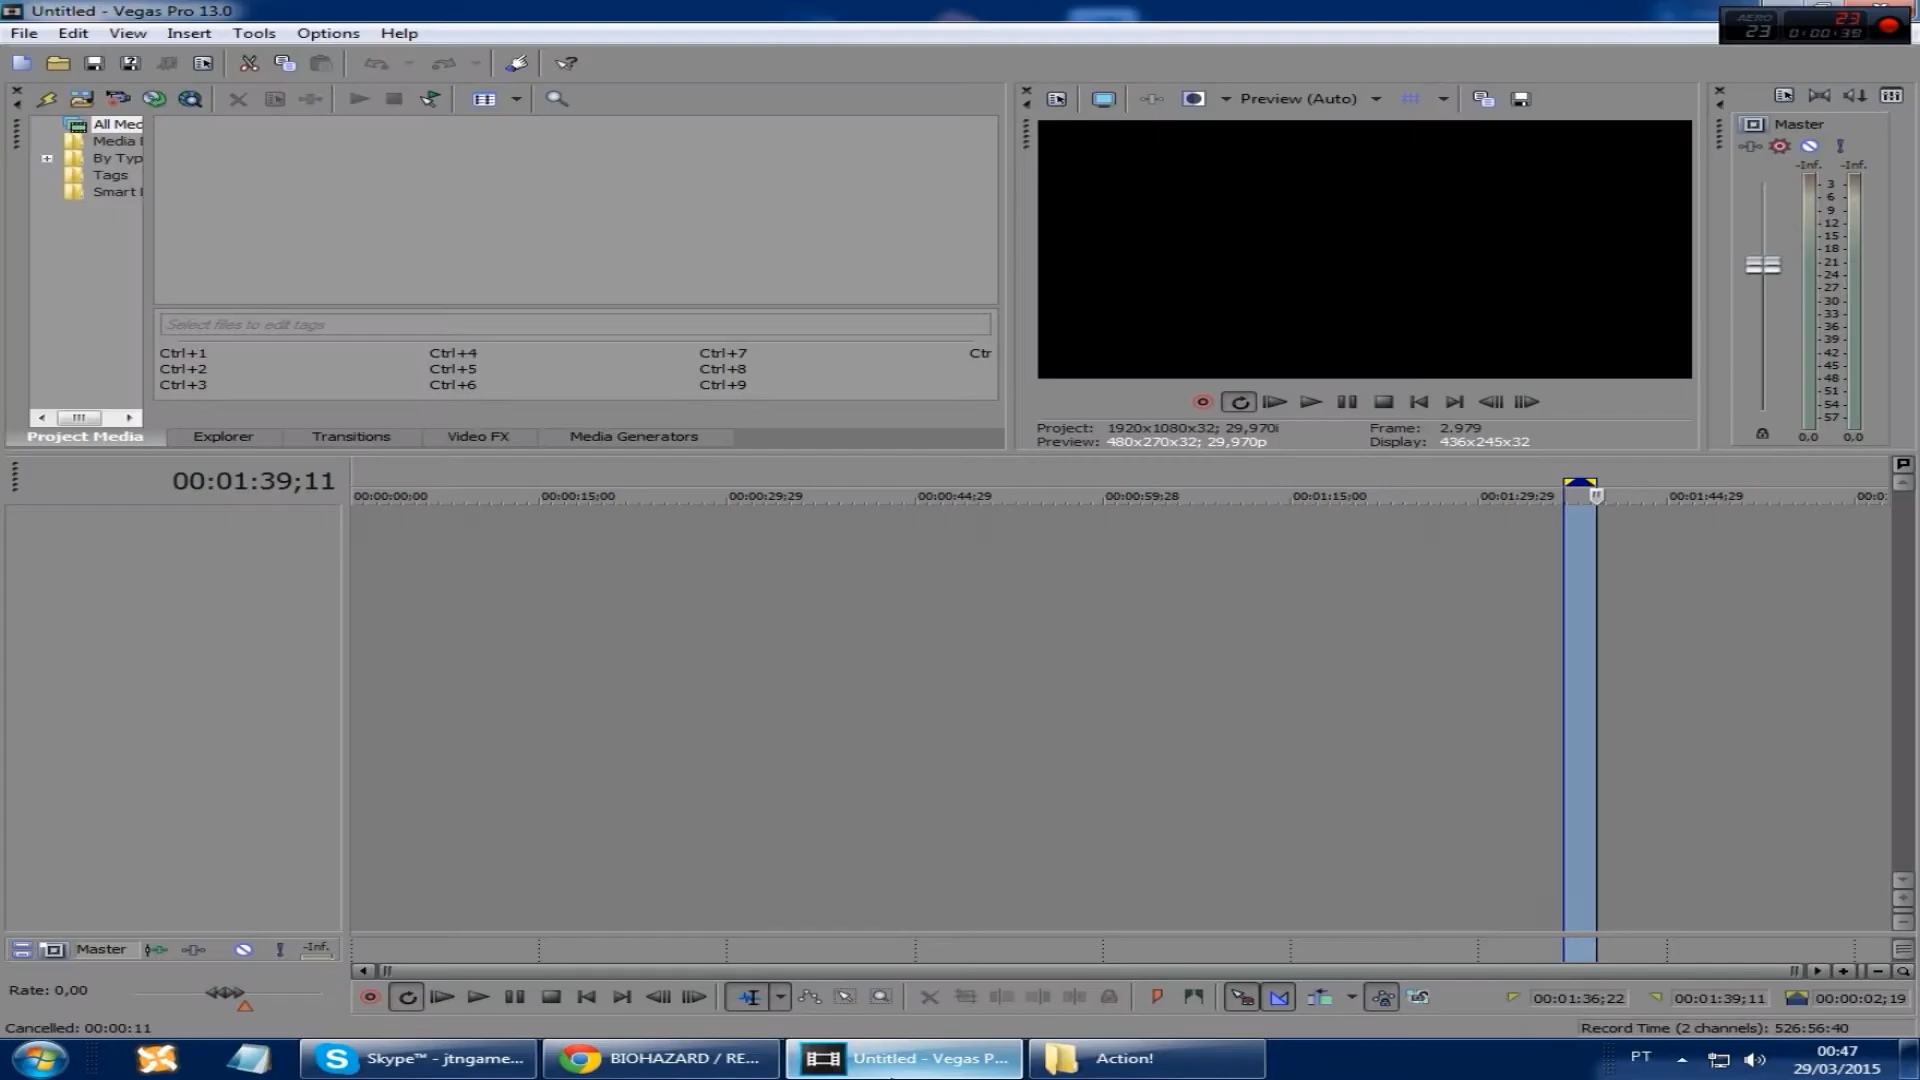 Untitled - Vegas Pro 13.0
File Edit View Insert Tools Options Help
AERO 23 23 0:00:35
Preview (Auto)
Master
All Med
Media
By Typ
Tags
Smart
-Inf. -Inf.
3
6
9
-12
-15
-18
-21
-24
-27
-30
-33
-36
-39
-42
-45
-48
-51
-54
-57
0,0 0,0
Select files to edit tags
Ctrl+1 Ctrl+4 Ctrl+7 Ctr
Ctrl+2 Ctrl+5 Ctrl+8
Ctrl+3 Ctrl+6 Ctrl+9
Project Media Explorer Transitions Video FX Media Generators
Project: 1920x1080x32; 29,970i Frame: 2.979
Preview: 480x270x32; 29,970p Display: 436x245x32
00:01:39;11
00:00:00;00 00:00:15;00 00:00:29;29 00:00:44;29 00:00:59;28 00:01:15;00 00:01:29;29 00:01:44;29 00:0
Master -Inf.
Rate: 0,00
00:01:36;22 00:01:39;11 00:00:02;19
Cancelled: 00:00:11
Record Time (2 channels): 526:56:40
Skype™ - jtngame... BIOHAZARD / RE... Untitled - Vegas P... Action!
PT
00:47
29/03/2015